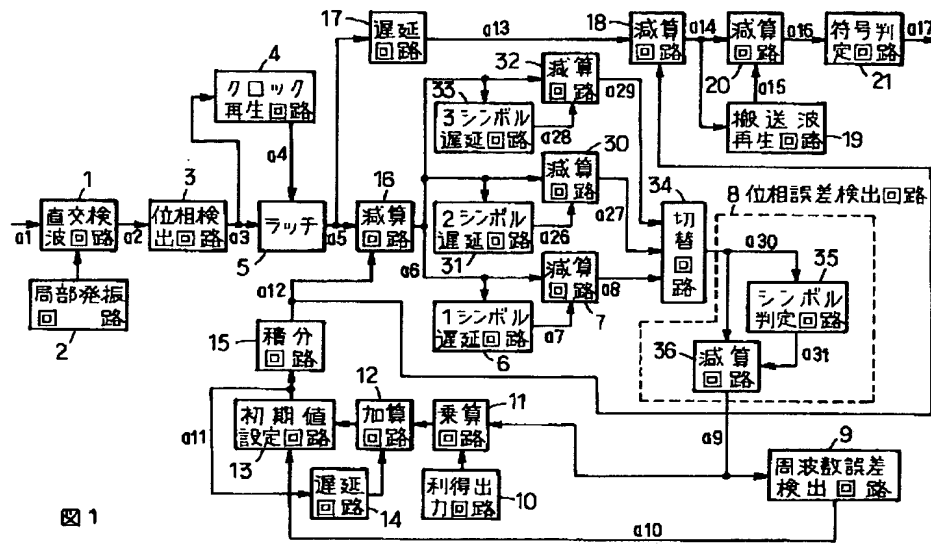 17
遅延
回路
a13
18
減算
回路
a14
減算
回路
20
a16
符号判
定回路
21
a17
a15
搬送波
再生回路
19
4
クロック
再生回路
a4
33
3シンボル
遅延回路
a28
32
減算
回路
a29
30
減算
回路
a27
2シンボル
遅延回路
31
a26
34
切替回路
8位相誤差検出回路
a30
35
シンボル
判定回路
a31
36
減算
回路
1
直交検
波回路
a1
a2
3
位相検
出回路
a3
ラッチ
5
a5
16
減算
回路
a6
1シンボル
遅延回路
6
a7
減算
回路
7
a8
局部発振
回路
2
a12
15
積分
回路
a11
初期値
設定回路
13
12
加算
回路
11
乗算
回路
遅延
回路
14
利得出
力回路
10
a9
9
周波数誤差
検出回路
a10
図1